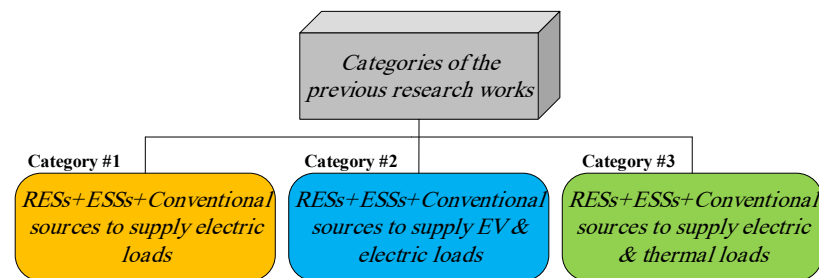 Categories of the
previous research works
Category #1
RESs+ESSs+Conventional
sources to supply electric
loads
Category #2
RESs+ESSs+Conventional
sources to supply EV &
electric loads
Category #3
RESs+ESSs+Conventional
sources to supply electric
& thermal loads